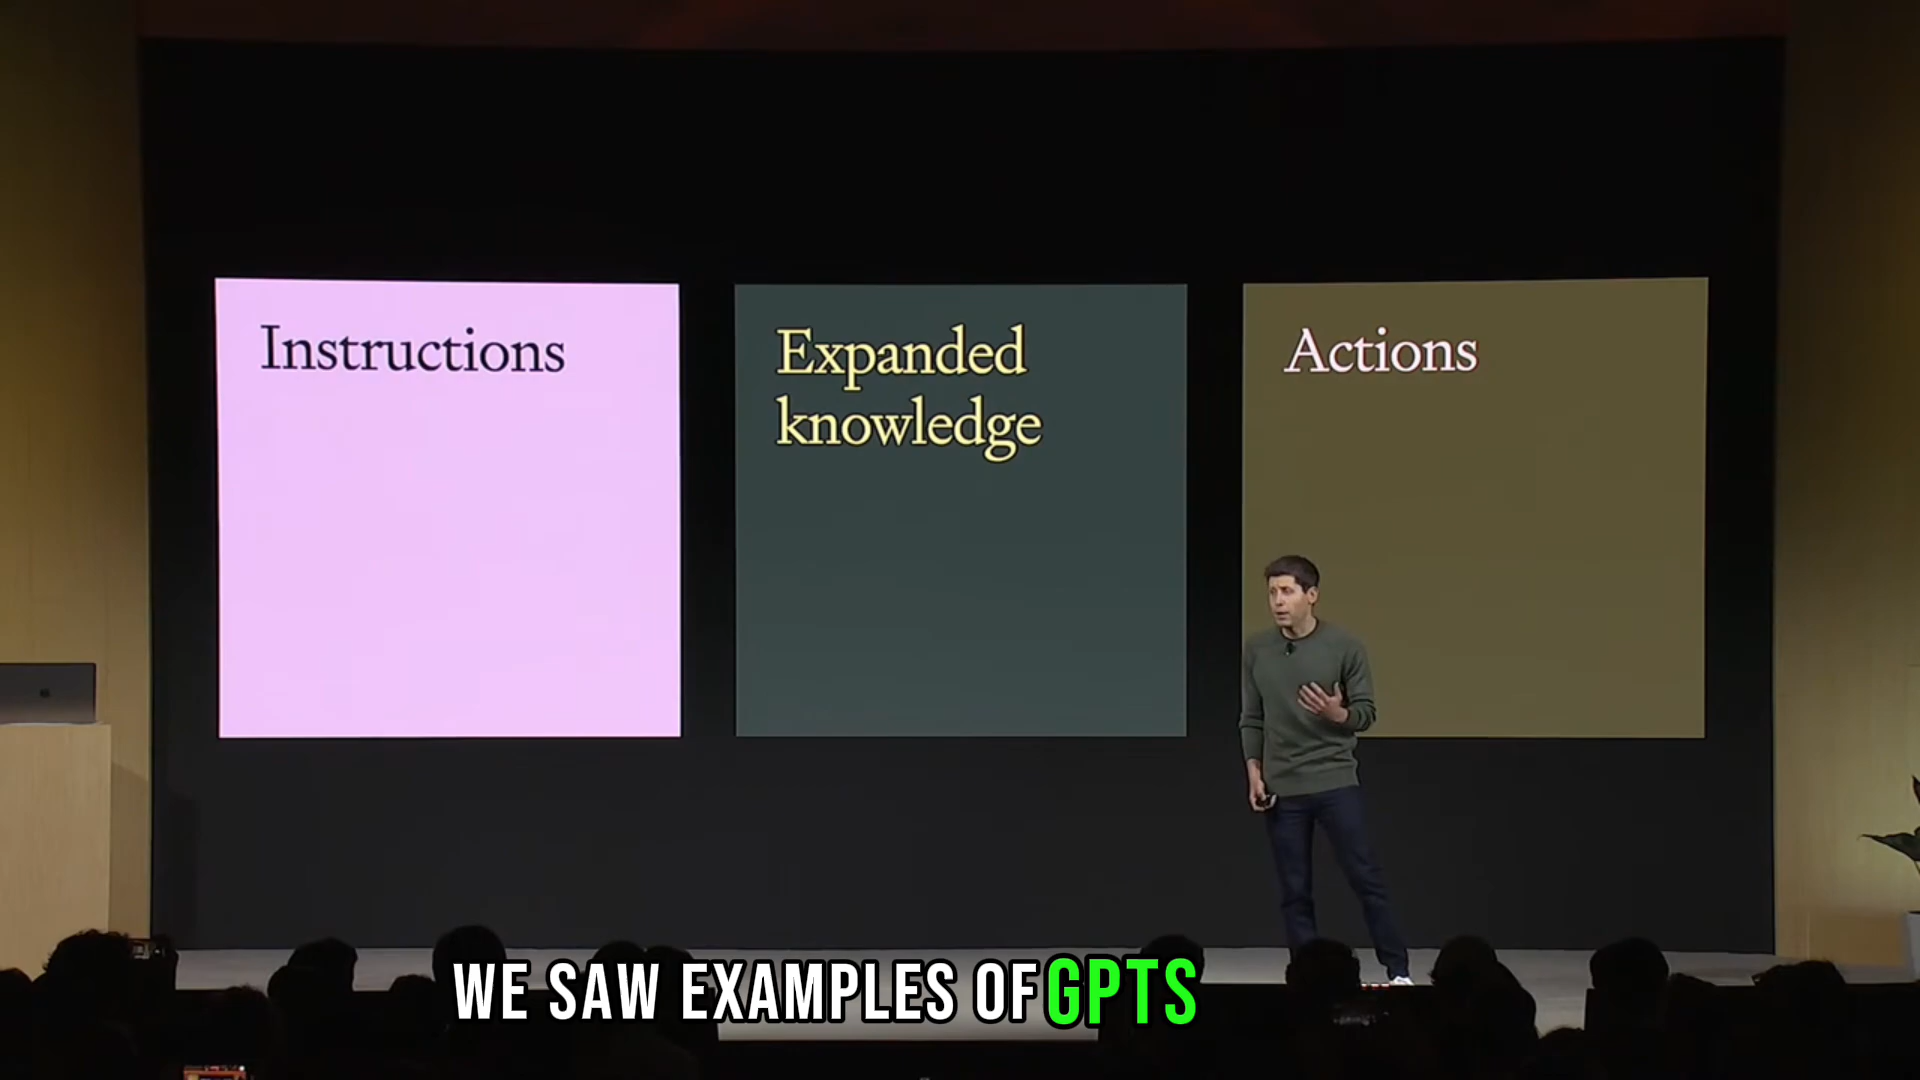 Instructions
Expanded
knowledge
Actions
WE SAW EXAMPLES OF GPTS